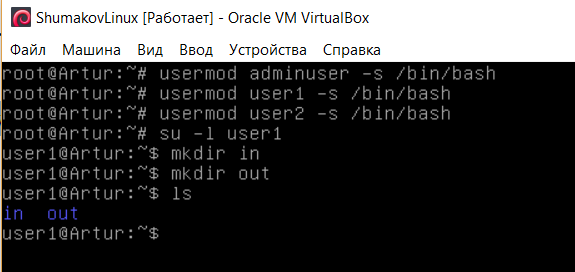 ShumakovLinux [Работает] - Oracle VM VirtualBox
Файл Машина Вид Ввод Устройства Справка
root@Artur:~# usermod adminuser -s /bin/bash
root@Artur:~# usermod user1 -s /bin/bash
root@Artur:~# usermod user2 -s /bin/bash
root@Artur:~# su -l user1
user1@Artur:~$ mkdir in
user1@Artur:~$ mkdir out
user1@Artur:~$ ls
in out
user1@Artur:~$